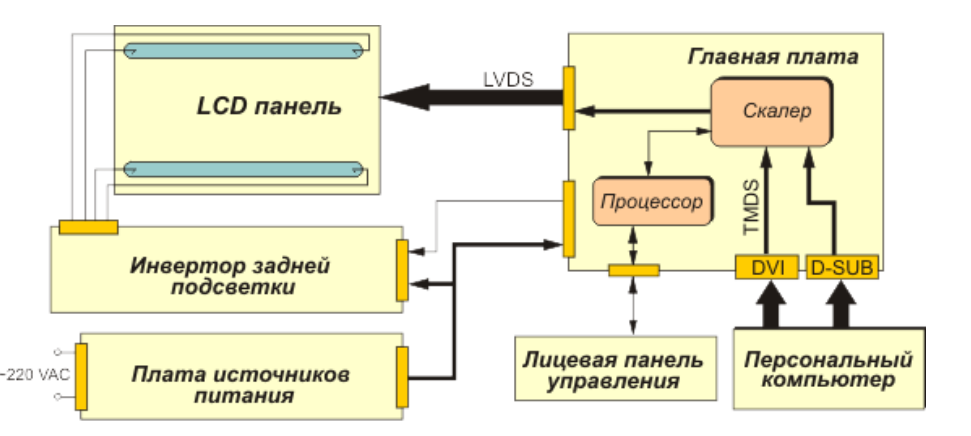 LVDS
Главная плата
LCD панель
Скалер
Процессор
TMDS
Инвертор задней
подсветки
DVI
D-SUB
~220 VAC
Плата источников
питания
Лицевая панель
управления
Персональный
компьютер